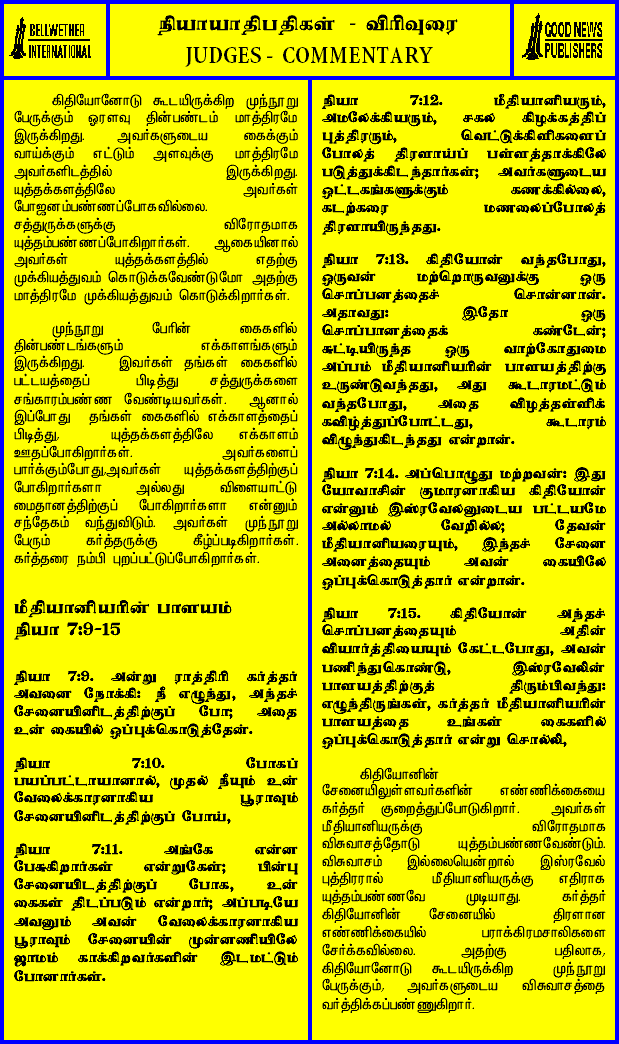 BELLWETHER
INTERNATIONAL
நியாயாதிபதிகள் - விரிவுரை
JUDGES - COMMENTARY
GOOD NEWS
PUBLISHERS
கிதியோனோடு கூடயிருக்கிற முந்நூறு
பேருக்கும் ஓரளவு தின்பண்டம் மாத்திரமே
இருக்கிறது. அவர்களுடைய கைக்கும்
வாய்க்கும் எட்டும் அளவுக்கு மாத்திரமே
அவர்களிடத்தில் இருக்கிறது.
யுத்தக்களத்திலே அவர்கள்
போஜனம்பண்ணப்போகவில்லை.
சத்துருக்களுக்கு விரோதமாக
யுத்தம்பண்ணப்போகிறார்கள். ஆகையினால்
அவர்கள் யுத்தக்களத்தில் எதற்கு
முக்கியத்துவம் கொடுக்கவேண்டுமோ அதற்கு
மாத்திரமே முக்கியத்துவம் கொடுக்கிறார்கள்.
முந்நூறு பேரின் கைகளில்
தின்பண்டங்களும் எக்காளங்களும்
இருக்கிறது. இவர்கள் தங்கள் கைகளில்
பட்டயத்தைப் பிடித்து சத்துருக்களை
சங்காரம்பண்ண வேண்டியவர்கள். ஆனால்
இப்போது தங்கள் கைகளில் எக்காளத்தைப்
பிடித்து, யுத்தக்களத்திலே எக்காளம்
ஊதப்போகிறார்கள். அவர்களைப்
பார்க்கும்போது,அவர்கள் யுத்தக்களத்திற்குப்
போகிறார்களா அல்லது விளையாட்டு
மைதானத்திற்குப் போகிறார்களா என்னும்
சந்தேகம் வந்துவிடும். அவர்கள் முந்நூறு
பேரும் கர்த்தருக்கு கீழ்ப்படிகிறார்கள்.
கர்த்தரை நம்பி புறப்பட்டுப்போகிறார்கள்.
மீதியானியரின் பாளயம்
நியா 7:9-15
நியா 7:9. அன்று ராத்திரி கர்த்தர்
அவனை நோக்கி: நீ எழுந்து, அந்தச்
சேனையினிடத்திற்குப் போ; அதை
உன் கையில் ஒப்புக்கொடுத்தேன்.
நியா 7:10. போகப்
பயப்பட்டாயானால், முதல் நீயும் உன்
வேலைக்காரனாகிய பூராவும்
சேனையினிடத்திற்குப் போய்,
நியா 7:11. அங்கே என்ன
பேசுகிறார்கள் என்றுகேள்; பின்பு
சேனையிடத்திற்குப் போக, உன்
கைகள் திடப்படும் என்றார்; அப்படியே
அவனும் அவன் வேலைக்காரனாகிய
பூராவும் சேனையின் முன்னணியிலே
ஜாமம் காக்கிறவர்களின் இடமட்டும்
போனார்கள்.
நியா 7:12. மீதியானியரும்,
அமலேக்கியரும், சகல கிழக்கத்திப்
புத்திரரும், வெட்டுக்கிளிகளைப்
போலத் திரளாய்ப் பள்ளத்தாக்கிலே
படுத்துக்கிடந்தார்கள்; அவர்களுடைய
ஒட்டகங்களுக்கும் கணக்கில்லை,
கடற்கரை மணலைப்போலத்
திரளாயிருந்தது.
நியா 7:13. கிதியோன் வந்தபோது,
ஒருவன் மற்றொருவனுக்கு ஒரு
சொப்பனத்தைச் சொன்னான்.
அதாவது: இதோ ஒரு
சொப்பானத்தைக் கண்டேன்;
சுட்டியிருந்த ஒரு வாற்கோதுமை
அப்பம் மீதியானியரின் பாளயத்திற்கு
உருண்டுவந்தது, அது கூடாரமட்டும்
வந்தபோது, அதை விழத்தள்ளிக்
கவிழ்த்துப்போட்டது, கூடாரம்
விழுந்துகிடந்தது என்றான்.
நியா 7:14. அப்பொழுது மற்றவன்: இது
யோவாசின் குமாரனாகிய கிதியோன்
என்னும் இஸ்ரவேலனுடைய பட்டயமே
அல்லாமல் வேறில்ல; தேவன்
மீதியானியரையும், இந்தச் சேனை
அனைத்தையும் அவன் கையிலே
ஒப்புக்கொடுத்தார் என்றான்.
நியா 7:15. கிதியோன் அந்தச்
சொப்பனத்தையும் அதின்
வியார்த்தியையும் கேட்டபோது, அவன்
பணிந்துகொண்டு, இஸ்ரவேலின்
பாளயத்திற்குத் திரும்பிவந்து:
எழுந்திருங்கள், கர்த்தர் மீதியானியரின்
பாளயத்தை உங்கள் கைகளில்
ஒப்புக்கொடுத்தார் என்று சொல்லி,
கிதியோனின்
சேனையிலுள்ளவர்களின் எண்ணிக்கையை
கர்த்தர் குறைத்துப்போடுகிறார். அவர்கள்
மீதியானியருக்கு விரோதமாக
விசுவாசத்தோடு யுத்தம்பண்ணவேண்டும்.
விசுவாசம் இல்லையென்றால் இஸ்ரவேல்
புத்திரரால் மீதியானியருக்கு எதிராக
யுத்தம்பண்ணவே முடியாது. கர்த்தர்
கிதியோனின் சேனையில் திரளான
எண்ணிக்கையில் பராக்கிரமசாலிகளை
சேர்க்கவில்லை. அதற்கு பதிலாக,
கிதியோனோடு கூடயிருக்கிற முந்நூறு
பேருக்கும், அவர்களுடைய விசுவாசத்தை
வர்த்திக்கப்பண்ணுகிறார்.